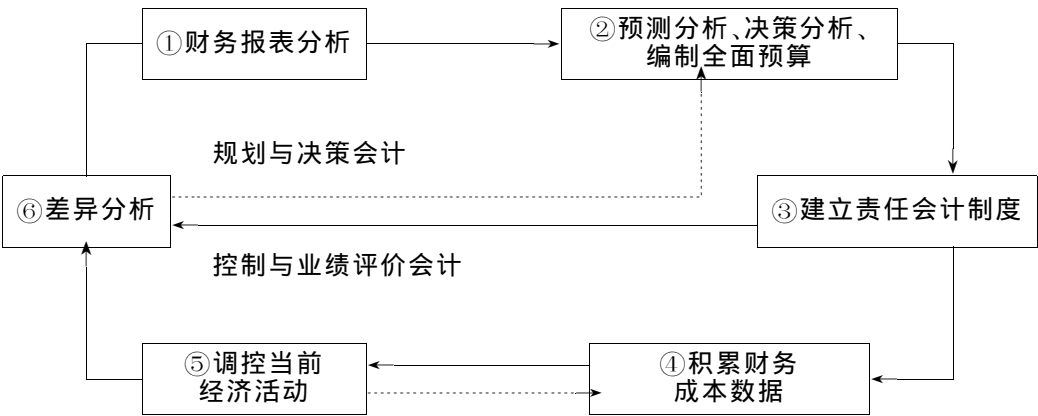 ①财务报表分析
②预测分析、决策分析、
编制全面预算
规划与决策会计
⑥差异分析
③建立责任会计制度
控制与业绩评价会计
⑤调控当前
经济活动
④积累财务
成本数据